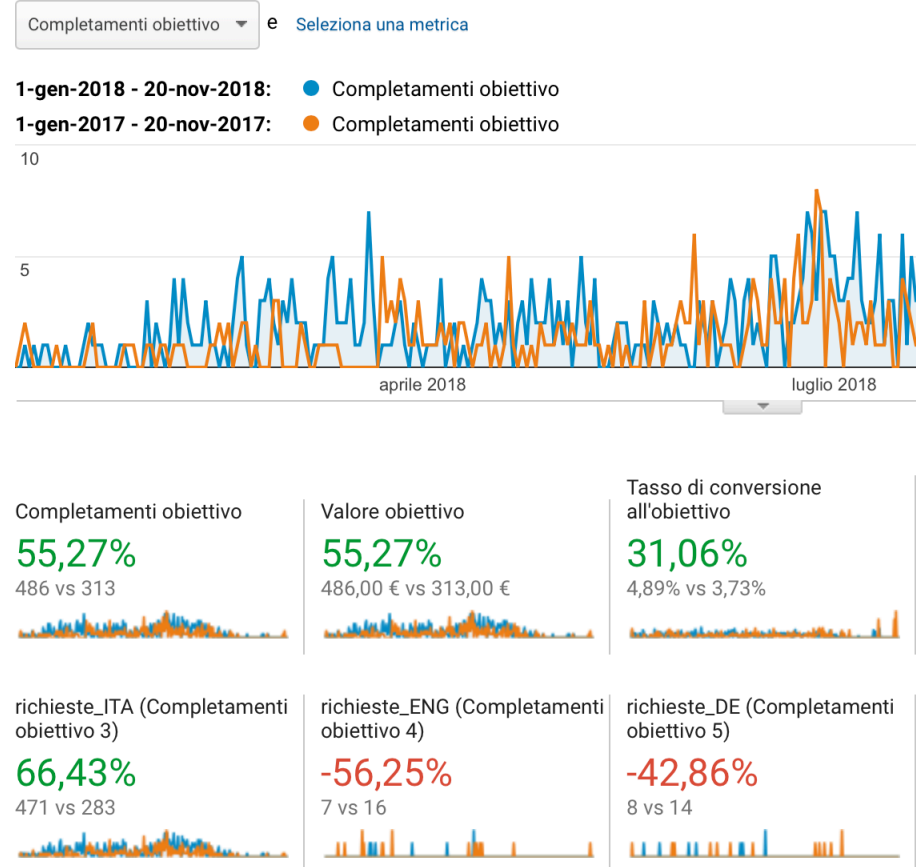 Completamenti obiettivo e Seleziona una metrica
1-gen-2018 - 20-nov-2018: Completamenti obiettivo
1-gen-2017 - 20-nov-2017: Completamenti obiettivo
10
5
aprile 2018 luglio 2018
Completamenti obiettivo
55,27%
486 vs 313
Valore obiettivo
55,27%
486,00 € vs 313,00 €
Tasso di conversione
all'obiettivo
31,06%
4,89% vs 3,73%
richieste_ITA (Completamenti
obiettivo 3)
66,43%
471 vs 283
richieste_ENG (Completamenti
obiettivo 4)
-56,25%
7 vs 16
richieste_DE (Completamenti
obiettivo 5)
-42,86%
8 vs 14